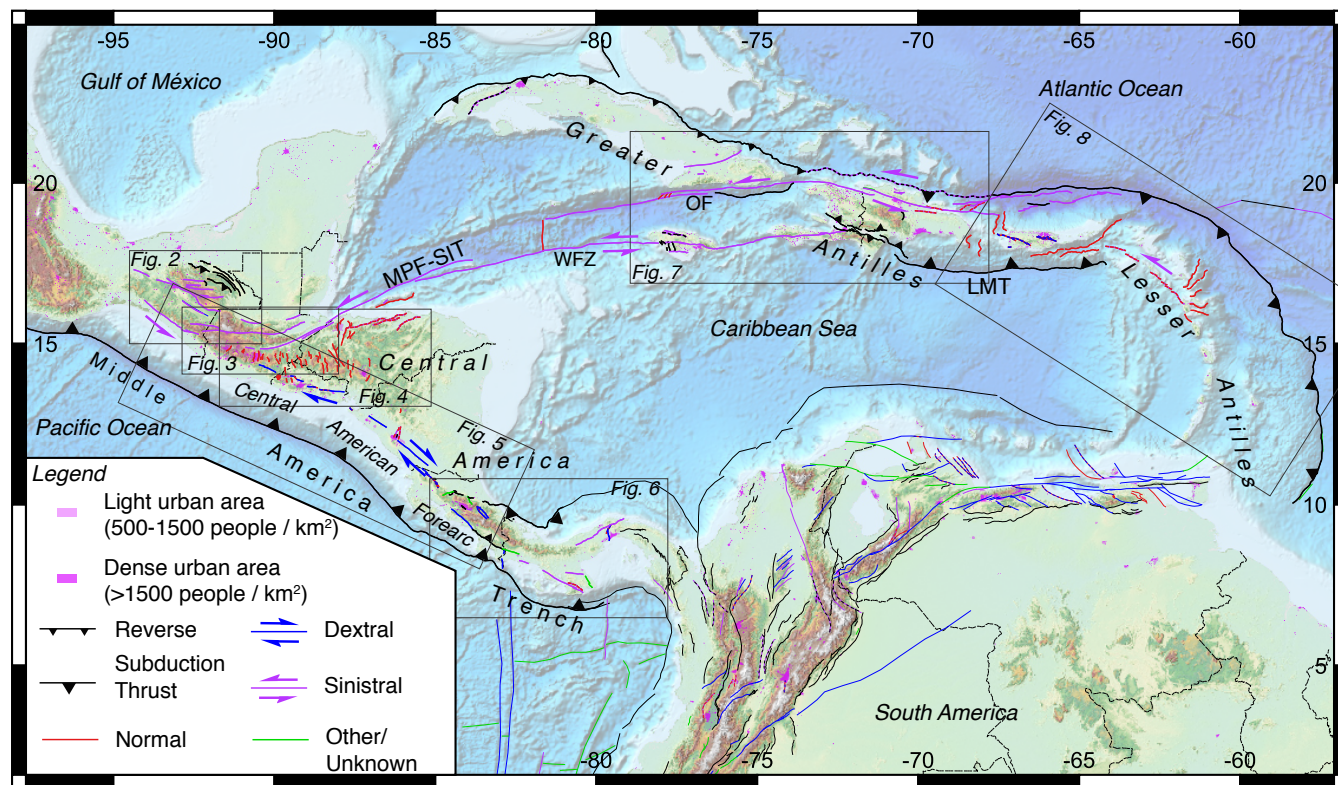 -95
-90
-85
-80
-75
-70
-65
-60
Gulf of México
Atlantic Ocean
Fig. 8
Greater
20
20
OF
MPF-SIT
WFZ
Fig. 7
Antilles
LMT
Lesser
Antilles
Fig. 2
Caribbean Sea
15
15
Fig. 3
Central
Fig. 4
Middle
America
Trench
Central
American
Forearc
Fig. 5
America
Pacific Ocean
Fig. 6
10
10
Legend
Light urban area
(500-1500 people / km²)
Dense urban area
(>1500 people / km²)
Reverse
Dextral
Subduction
Thrust
Sinistral
Normal
Other/
Unknown
5
South America
-80
-75
-70
-65
-60